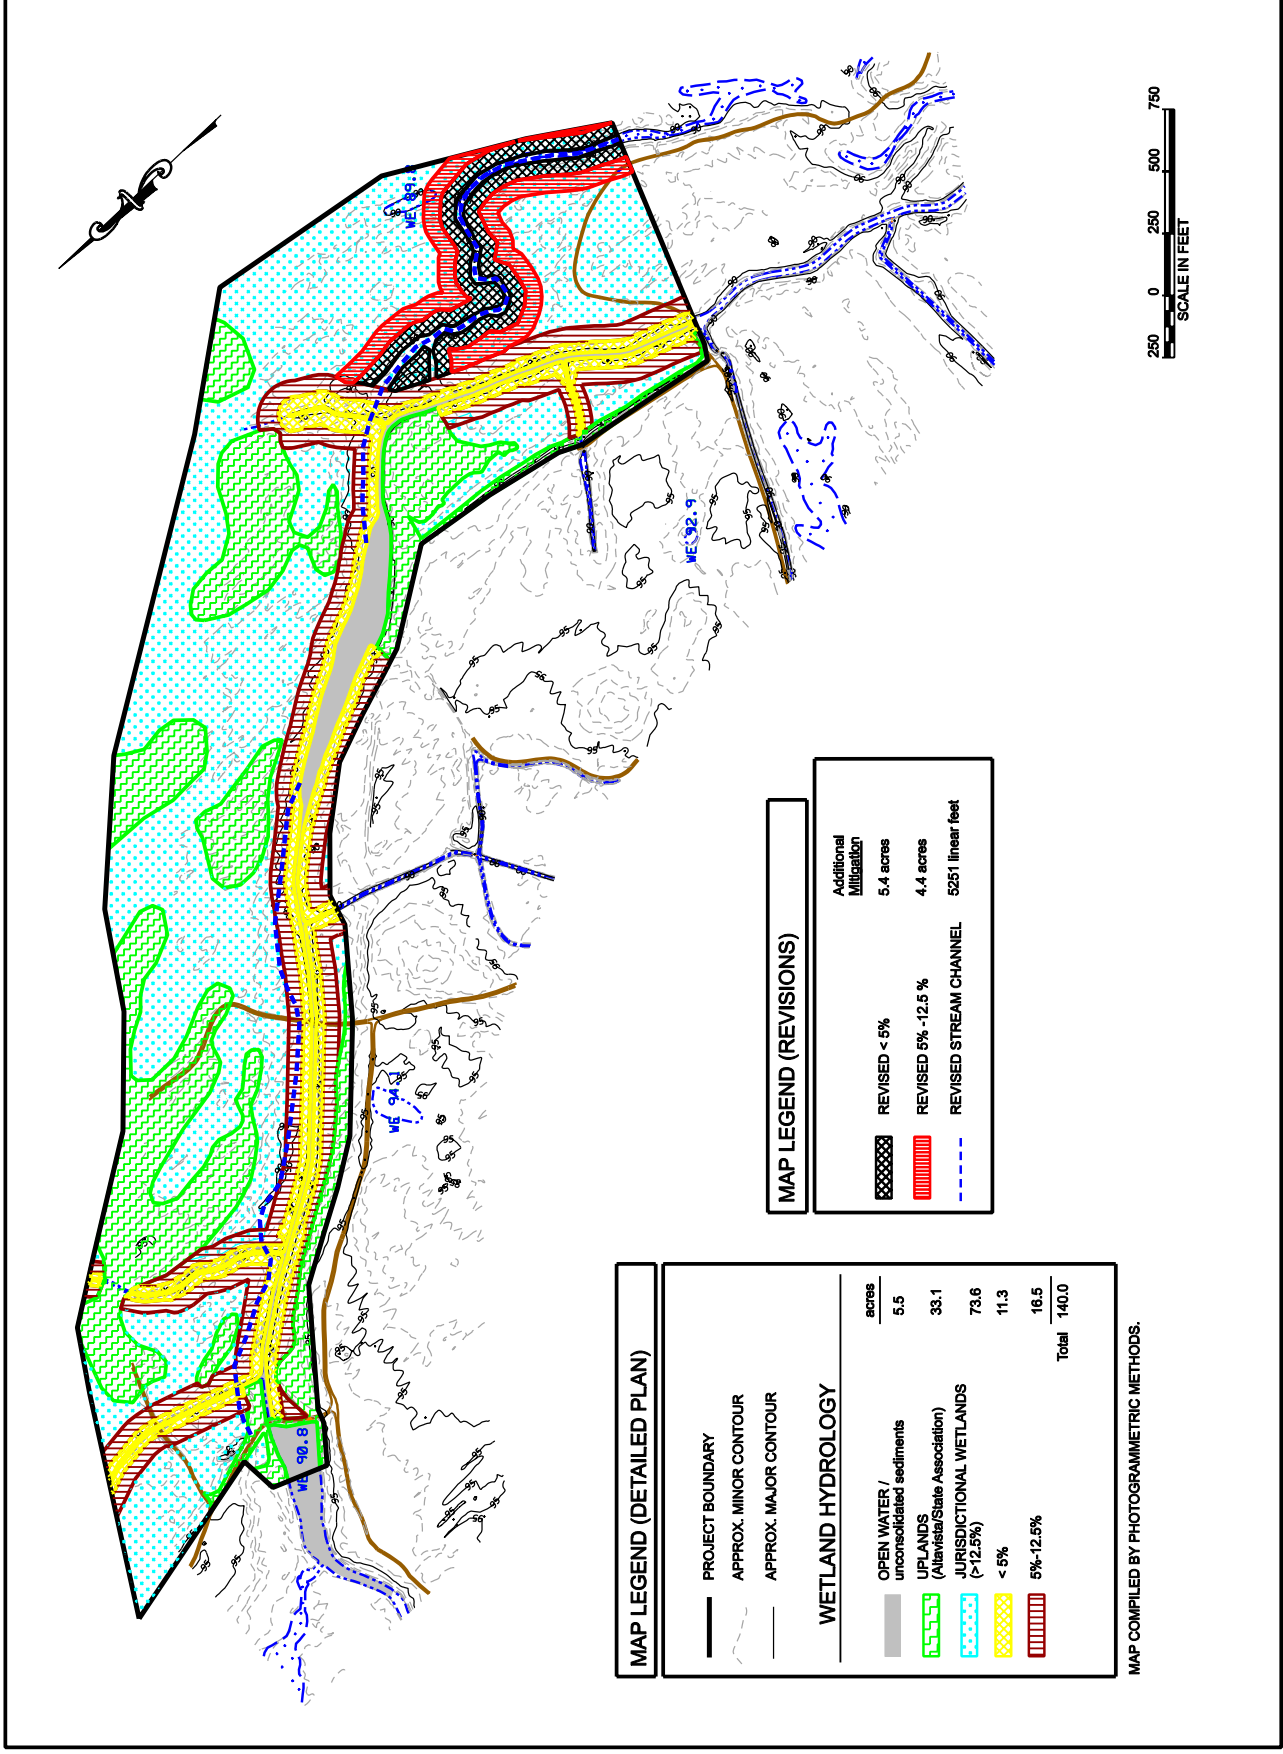 MAP LEGEND (DETAILED PLAN)
PROJECT BOUNDARY
APPROX. MINOR CONTOUR
APPROX. MAJOR CONTOUR
WETLAND HYDROLOGY
acres
OPEN WATER /
unconsolidated sediments 5.5
UPLANDS
(Altavista/State Association) 33.1
JURISDICTIONAL WETLANDS
(>12.5%) 73.6
< 5% 11.3
5%-12.5% 16.5
Total 140.0
MAP COMPILED BY PHOTOGRAMMETRIC METHODS.
MAP LEGEND (REVISIONS)
Additional
Mitigation
REVISED < 5% 5.4 acres
REVISED 5% -12.5 % 4.4 acres
REVISED STREAM CHANNEL 5251 linear feet
250 0 250 500 750
SCALE IN FEET
WE 90.8
WE 94.1
WE 92.9